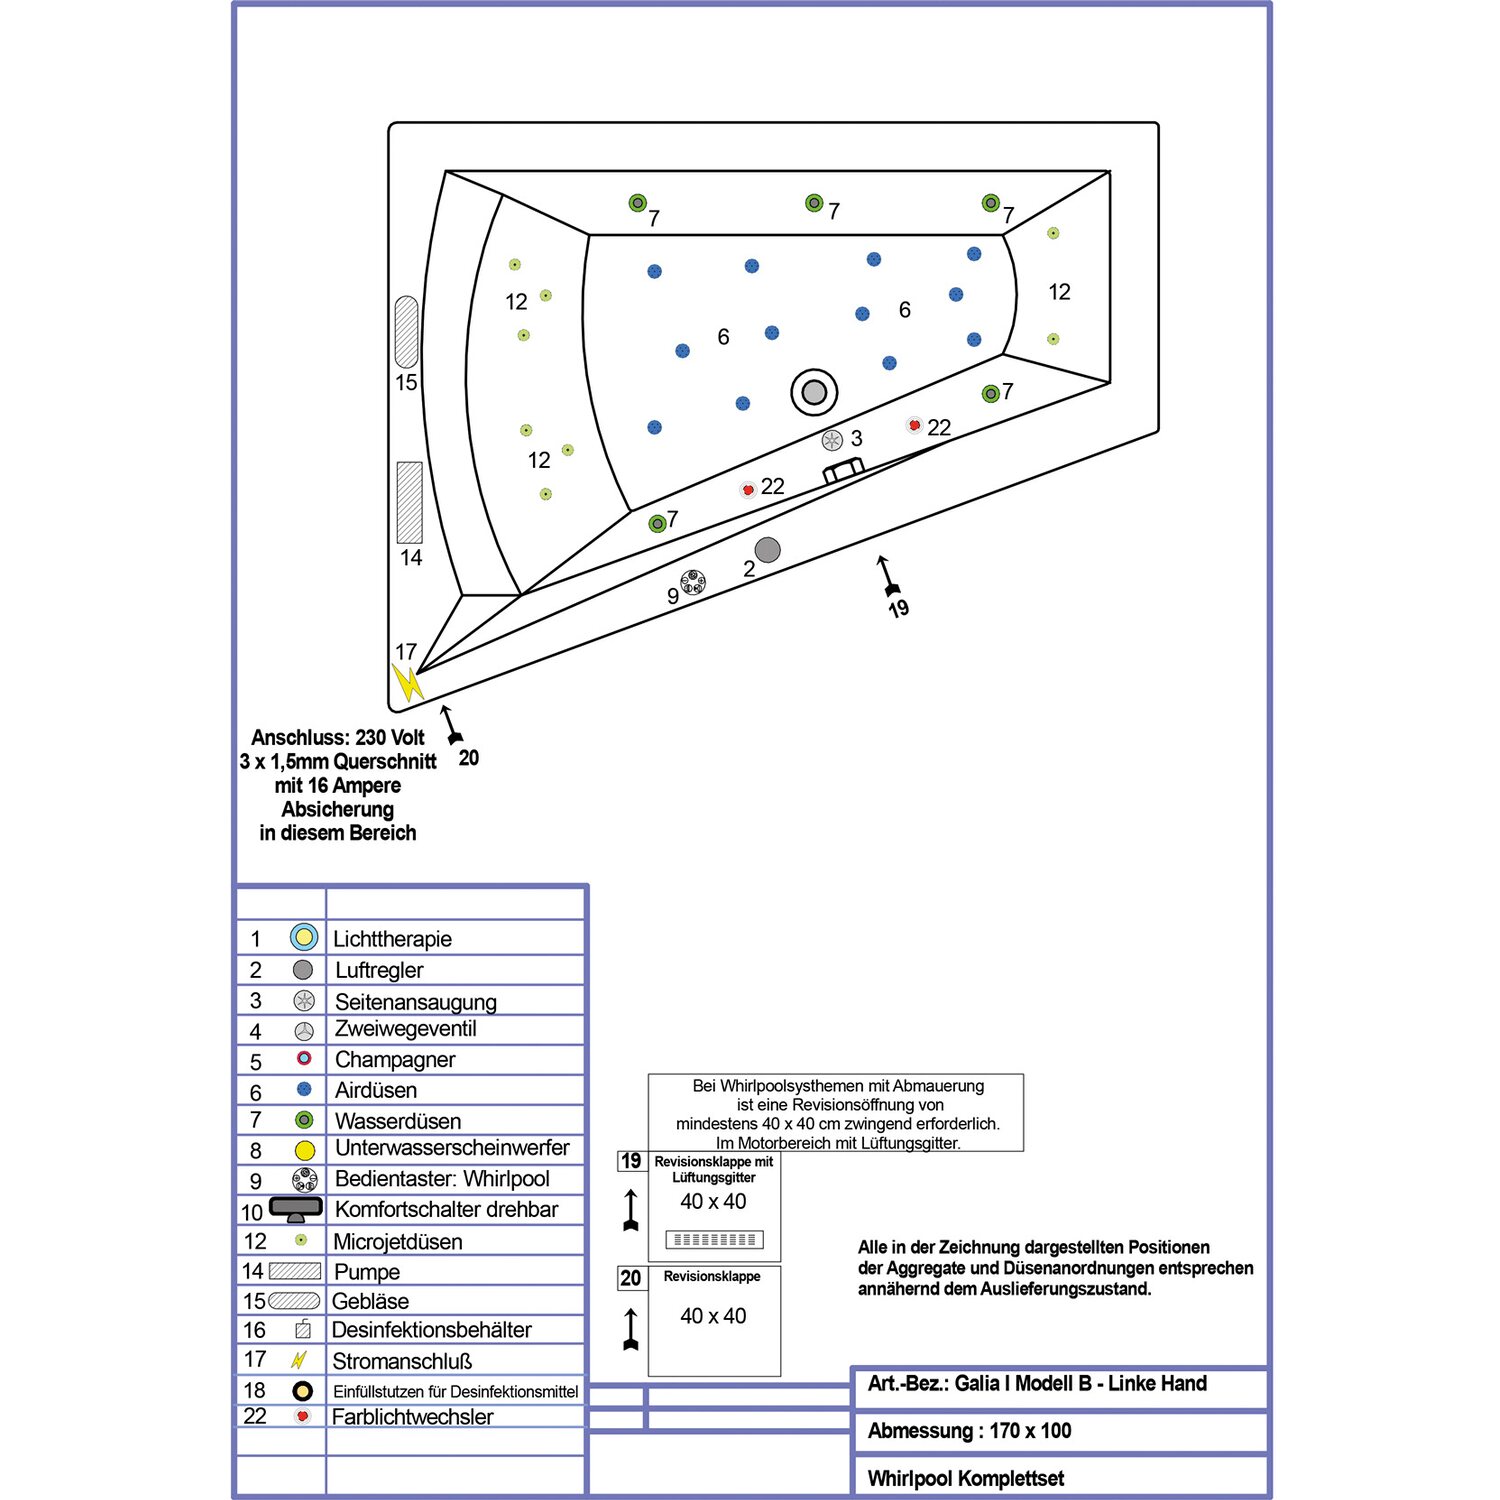 7
7
7
12
6
6
12
15
7
22
3
12
22
7
14
2
9
19
17
20
Anschluss: 230 Volt
3 x 1,5mm Querschnitt
mit 16 Ampere
Absicherung
in diesem Bereich
1 Lichttherapie
2 Luftregler
3 Seitenansaugung
4 Zweiwegeventil
5 Champagner
6 Airdüsen
7 Wasserdüsen
8 Unterwasserscheinwerfer
9 Bedientaster: Whirlpool
10 Komfortschalter drehbar
12 Microjetdüsen
14 Pumpe
15 Gebläse
16 Desinfektionsbehälter
17 Stromanschluß
18 Einfüllstutzen für Desinfektionsmittel
22 Farblichtwechsler
Bei Whirlpoolsysthemen mit Abmauerung
ist eine Revisionsöffnung von
mindestens 40 x 40 cm zwingend erforderlich.
Im Motorbereich mit Lüftungsgitter.
19 Revisionsklappe mit
Lüftungsgitter
40 x 40
20 Revisionsklappe
40 x 40
Alle in der Zeichnung dargestellten Positionen
der Aggregate und Düsenanordnungen entsprechen
annähernd dem Auslieferungszustand.
Art.-Bez.: Galia I Modell B - Linke Hand
Abmessung : 170 x 100
Whirlpool Komplettset